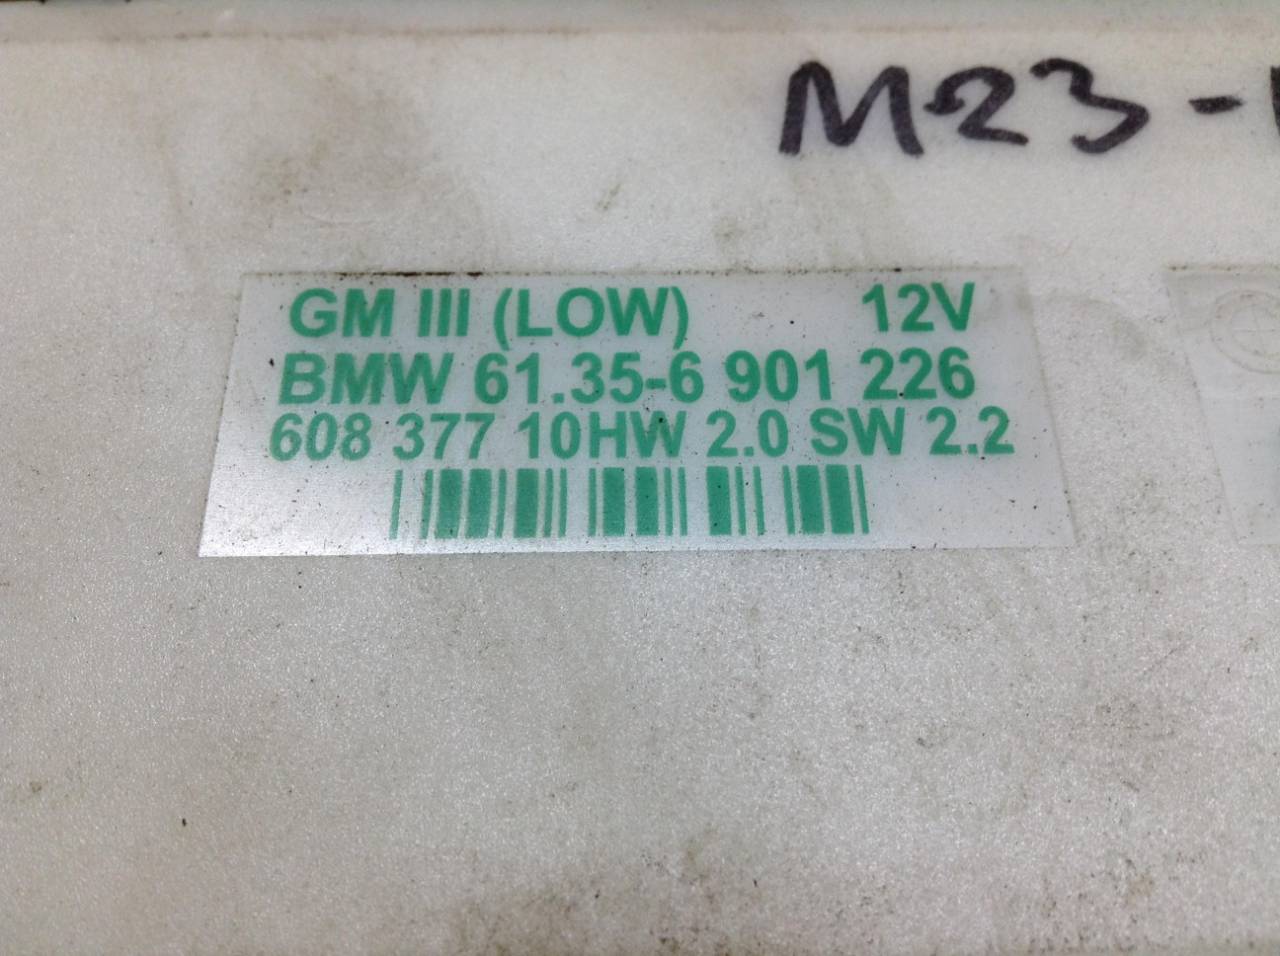 M23-
GM III (LOW) 12V
BMW 61.35-6 901 226
608 377 10HW 2.0 SW 2.2